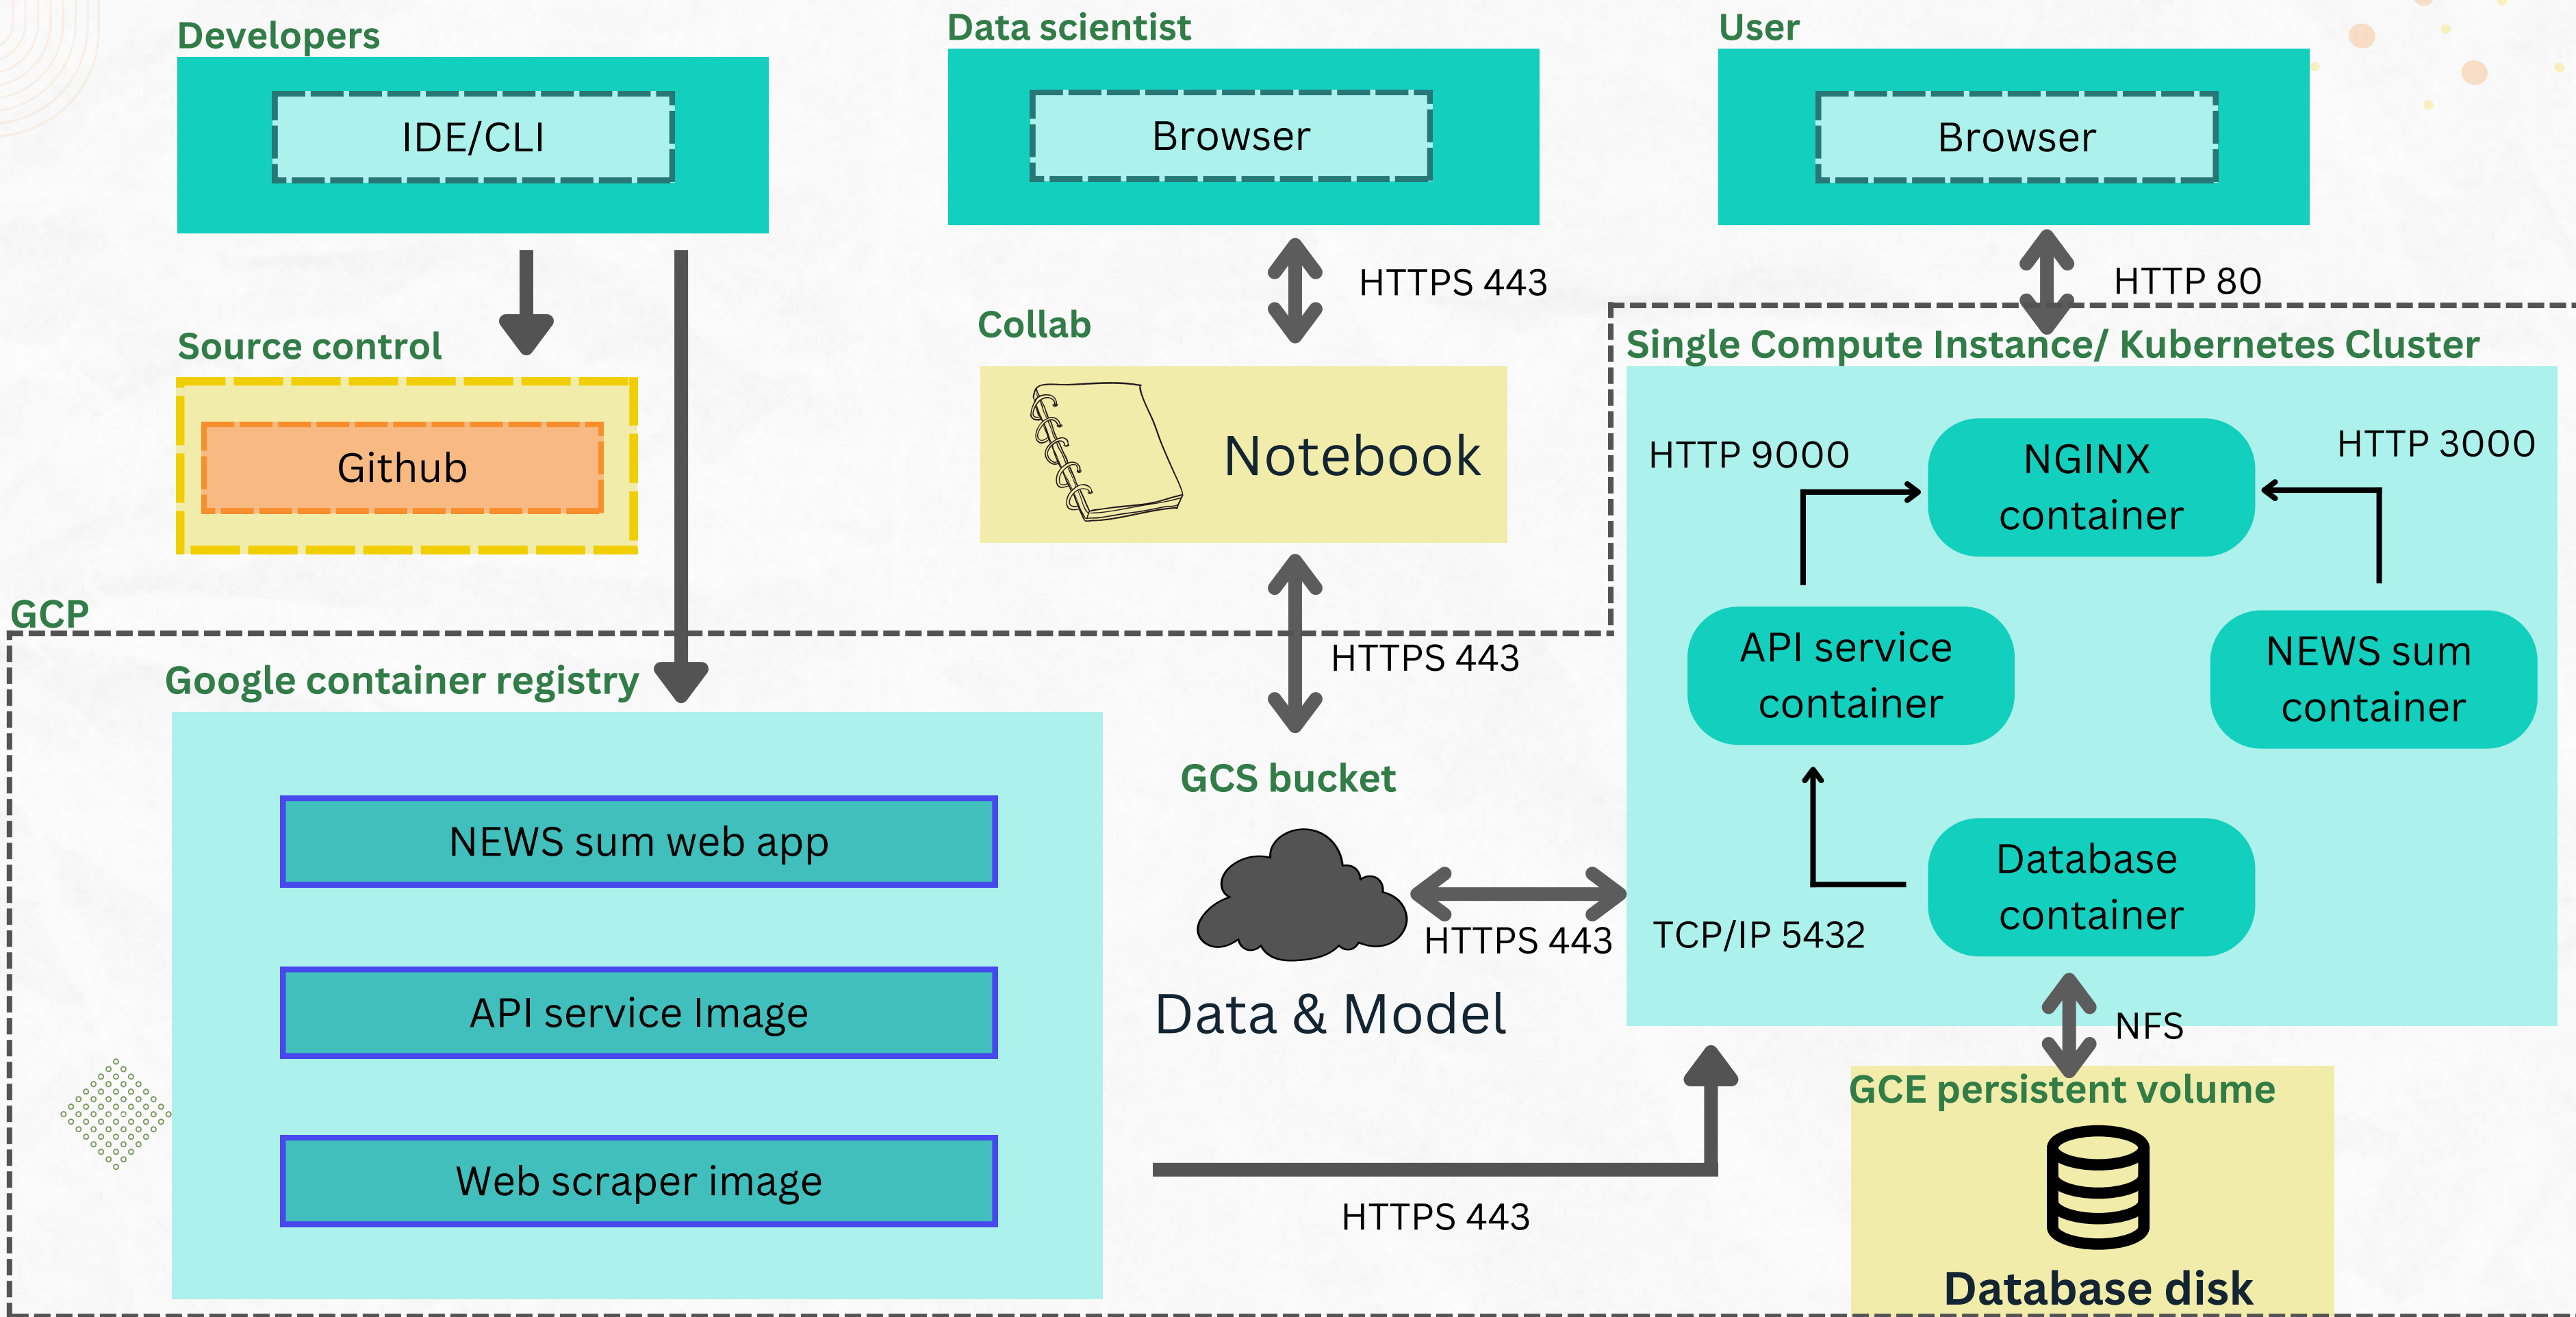 Developers
IDE/CLI
Data scientist
Browser
User
Browser
HTTPS 443
HTTP 80
Source control
Github
Collab
Notebook
Single Compute Instance/ Kubernetes Cluster
HTTP 9000
NGINX
container
HTTP 3000
API service
container
NEWS sum
container
Database
container
TCP/IP 5432
GCP
Google container registry
NEWS sum web app
API service Image
Web scraper image
HTTPS 443
GCS bucket
HTTPS 443
Data & Model
HTTPS 443
NFS
GCE persistent volume
Database disk